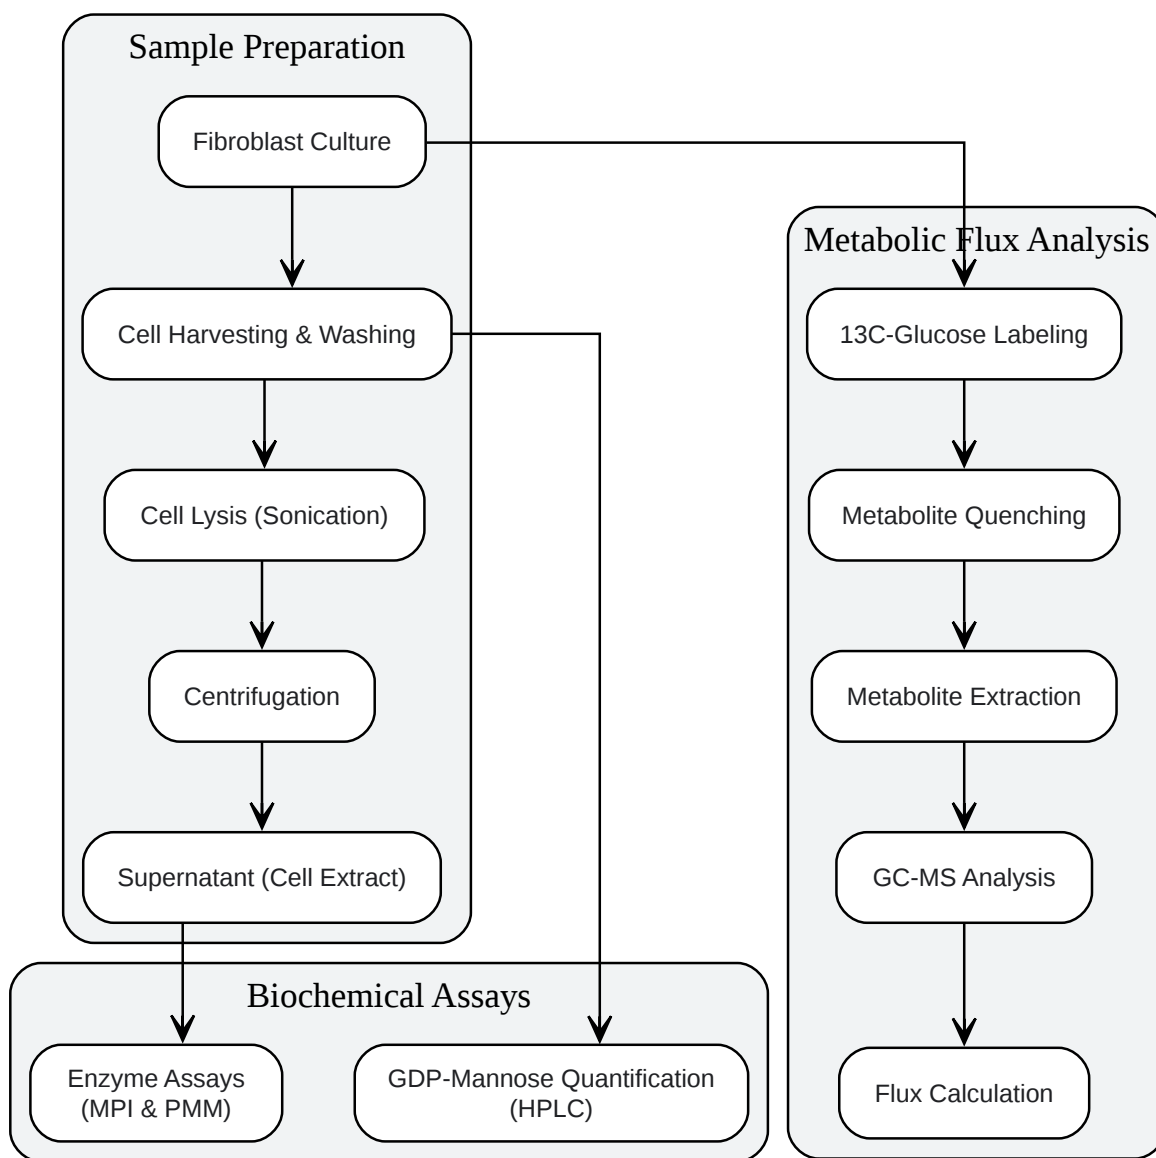 Sample Preparation
Fibroblast Culture
Cell Harvesting & Washing
Cell Lysis (Sonication)
Centrifugation
Supernatant (Cell Extract)
Biochemical Assays
Enzyme Assays
(MPI & PMM)
GDP-Mannose Quantification
(HPLC)
Metabolic Flux Analysis
13C-Glucose Labeling
Metabolite Quenching
Metabolite Extraction
GC-MS Analysis
Flux Calculation